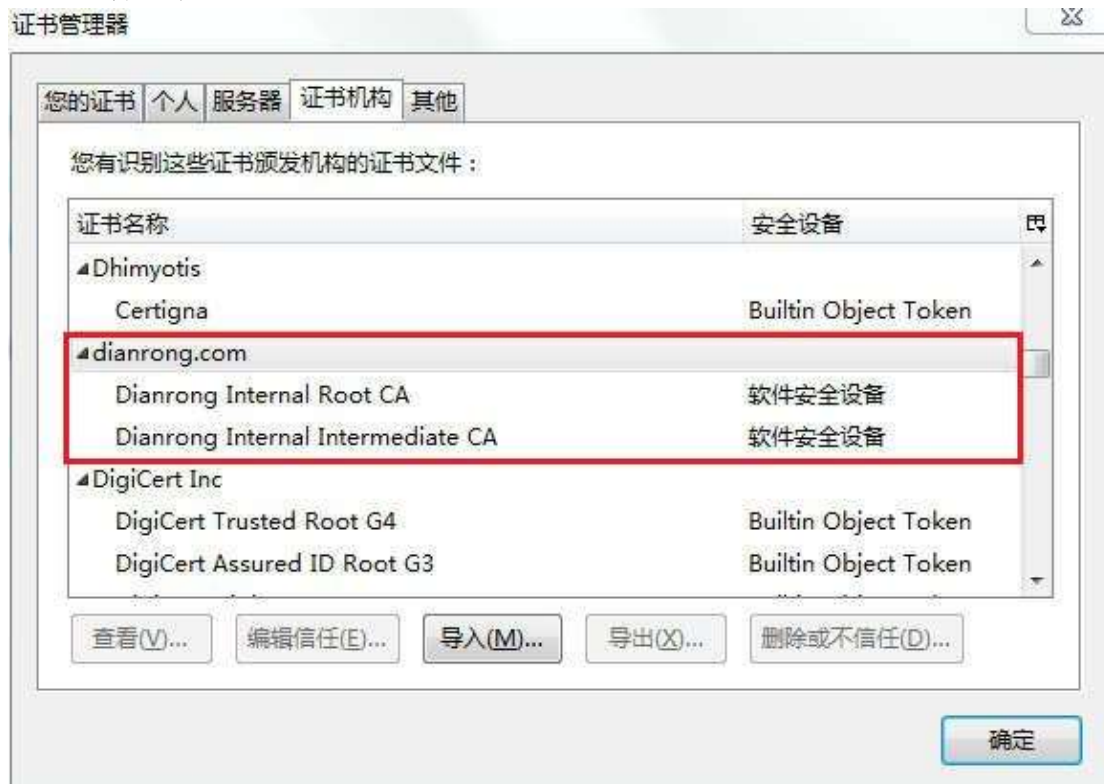 证书管理器
您的证书 个人 服务器 证书机构 其他
您有识别这些证书颁发机构的证书文件：
证书名称 安全设备
Dhimyotis
Certigna Builtin Object Token
dianrong.com
Dianrong Internal Root CA 软件安全设备
Dianrong Internal Intermediate CA 软件安全设备
DigiCert Inc
DigiCert Trusted Root G4 Builtin Object Token
DigiCert Assured ID Root G3 Builtin Object Token
查看(V)... 编辑信任(E)... 导入(M)... 导出(X)... 删除或不信任(D)...
确定